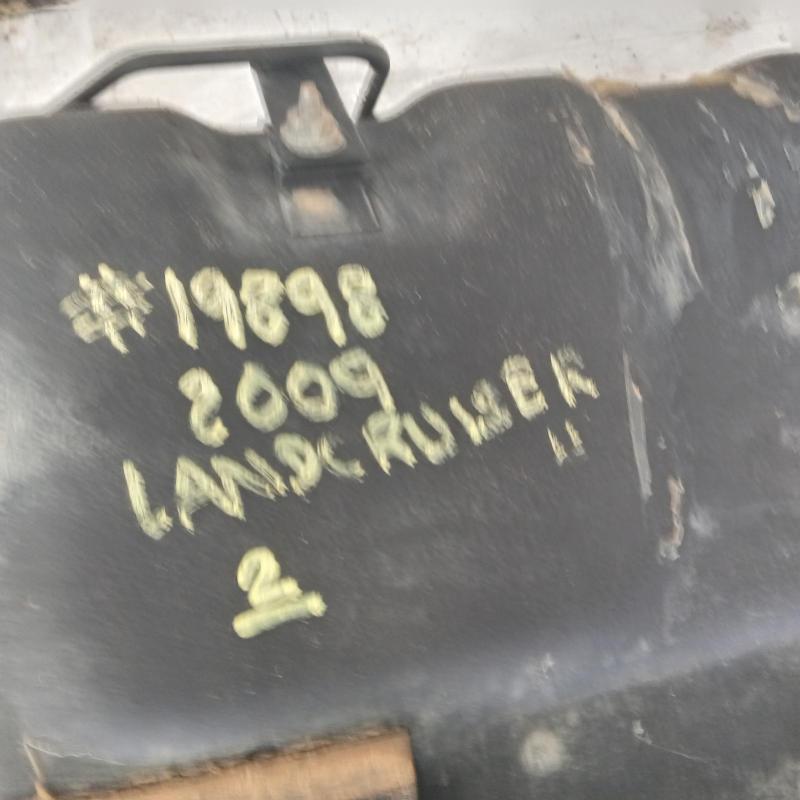 #19898
2009
LANDCRUISER
"
2